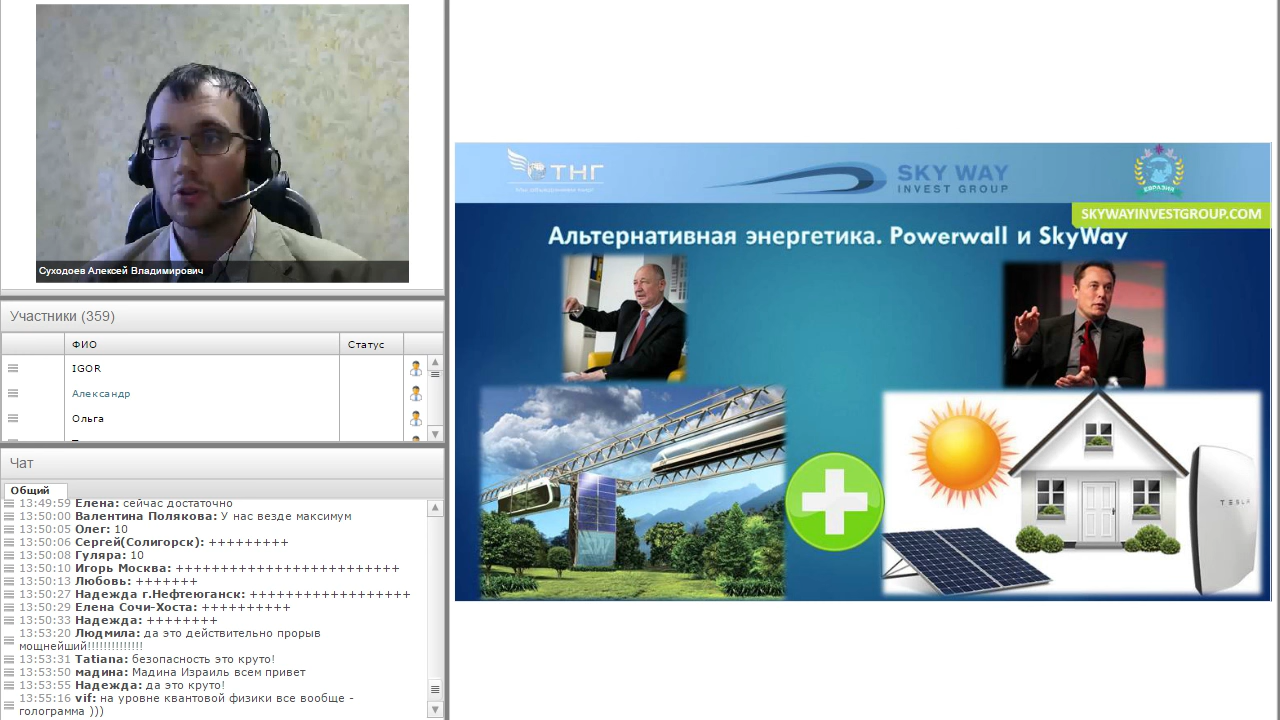 Суходоев Алексей Владимирович
Участники (359)
ФИО
Статус
IGOR
Александр
Ольга
Чат
Общий
13:49:59 Елена: сейчас достаточно
13:50:00 Валентина Полякова: У нас везде максимум
13:50:05 Олег: 10
13:50:06 Сергей(Солигорск): +++++++++
13:50:08 Гуляра: 10
13:50:10 Игорь Москва: +++++++++++++++++++++++++
13:50:13 Любовь: +++++++
13:50:27 Надежда г.Нефтеюганск: ++++++++++++++++++
13:50:29 Елена Сочи-Хоста: ++++++++++
13:50:33 Надежда: ++++++++
13:53:20 Людмила: да это действительно прорыв
мощнейший!!!!!!!!!!!!!!
13:53:31 Tatiana: безопасность это круто!
13:53:50 мадина: Мадина Израиль всем привет
13:53:55 Надежда: да это круто!
13:55:16 vif: на уровне квантовой физики все вообще -
голограмма )))
ТНГ
SKY WAY
INVEST GROUP
ЕВРАЗИЯ
SKYWAYINVESTGROUP.COM
Альтернативная энергетика. Powerwall и SkyWay
TESLA